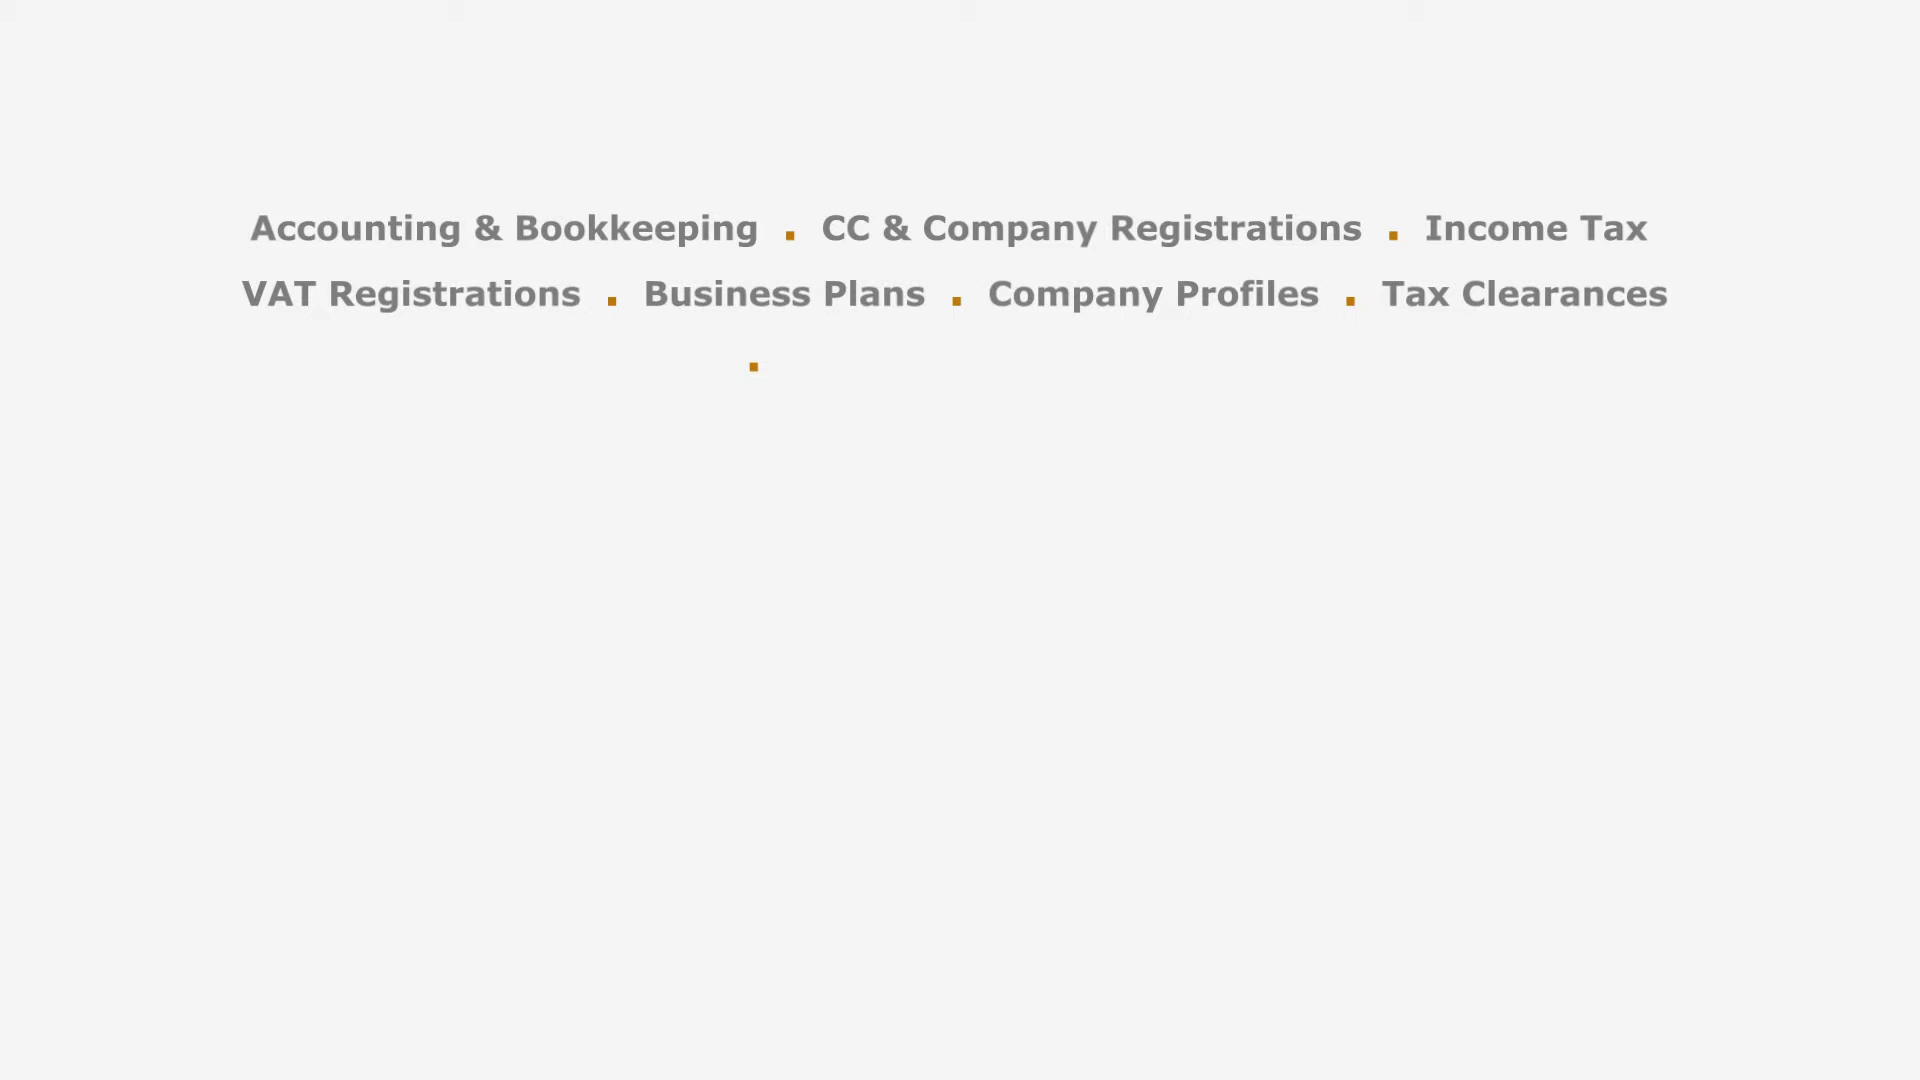 Accounting & Bookkeeping . CC & Company Registrations . Income Tax
VAT Registrations . Business Plans . Company Profiles . Tax Clearances
.